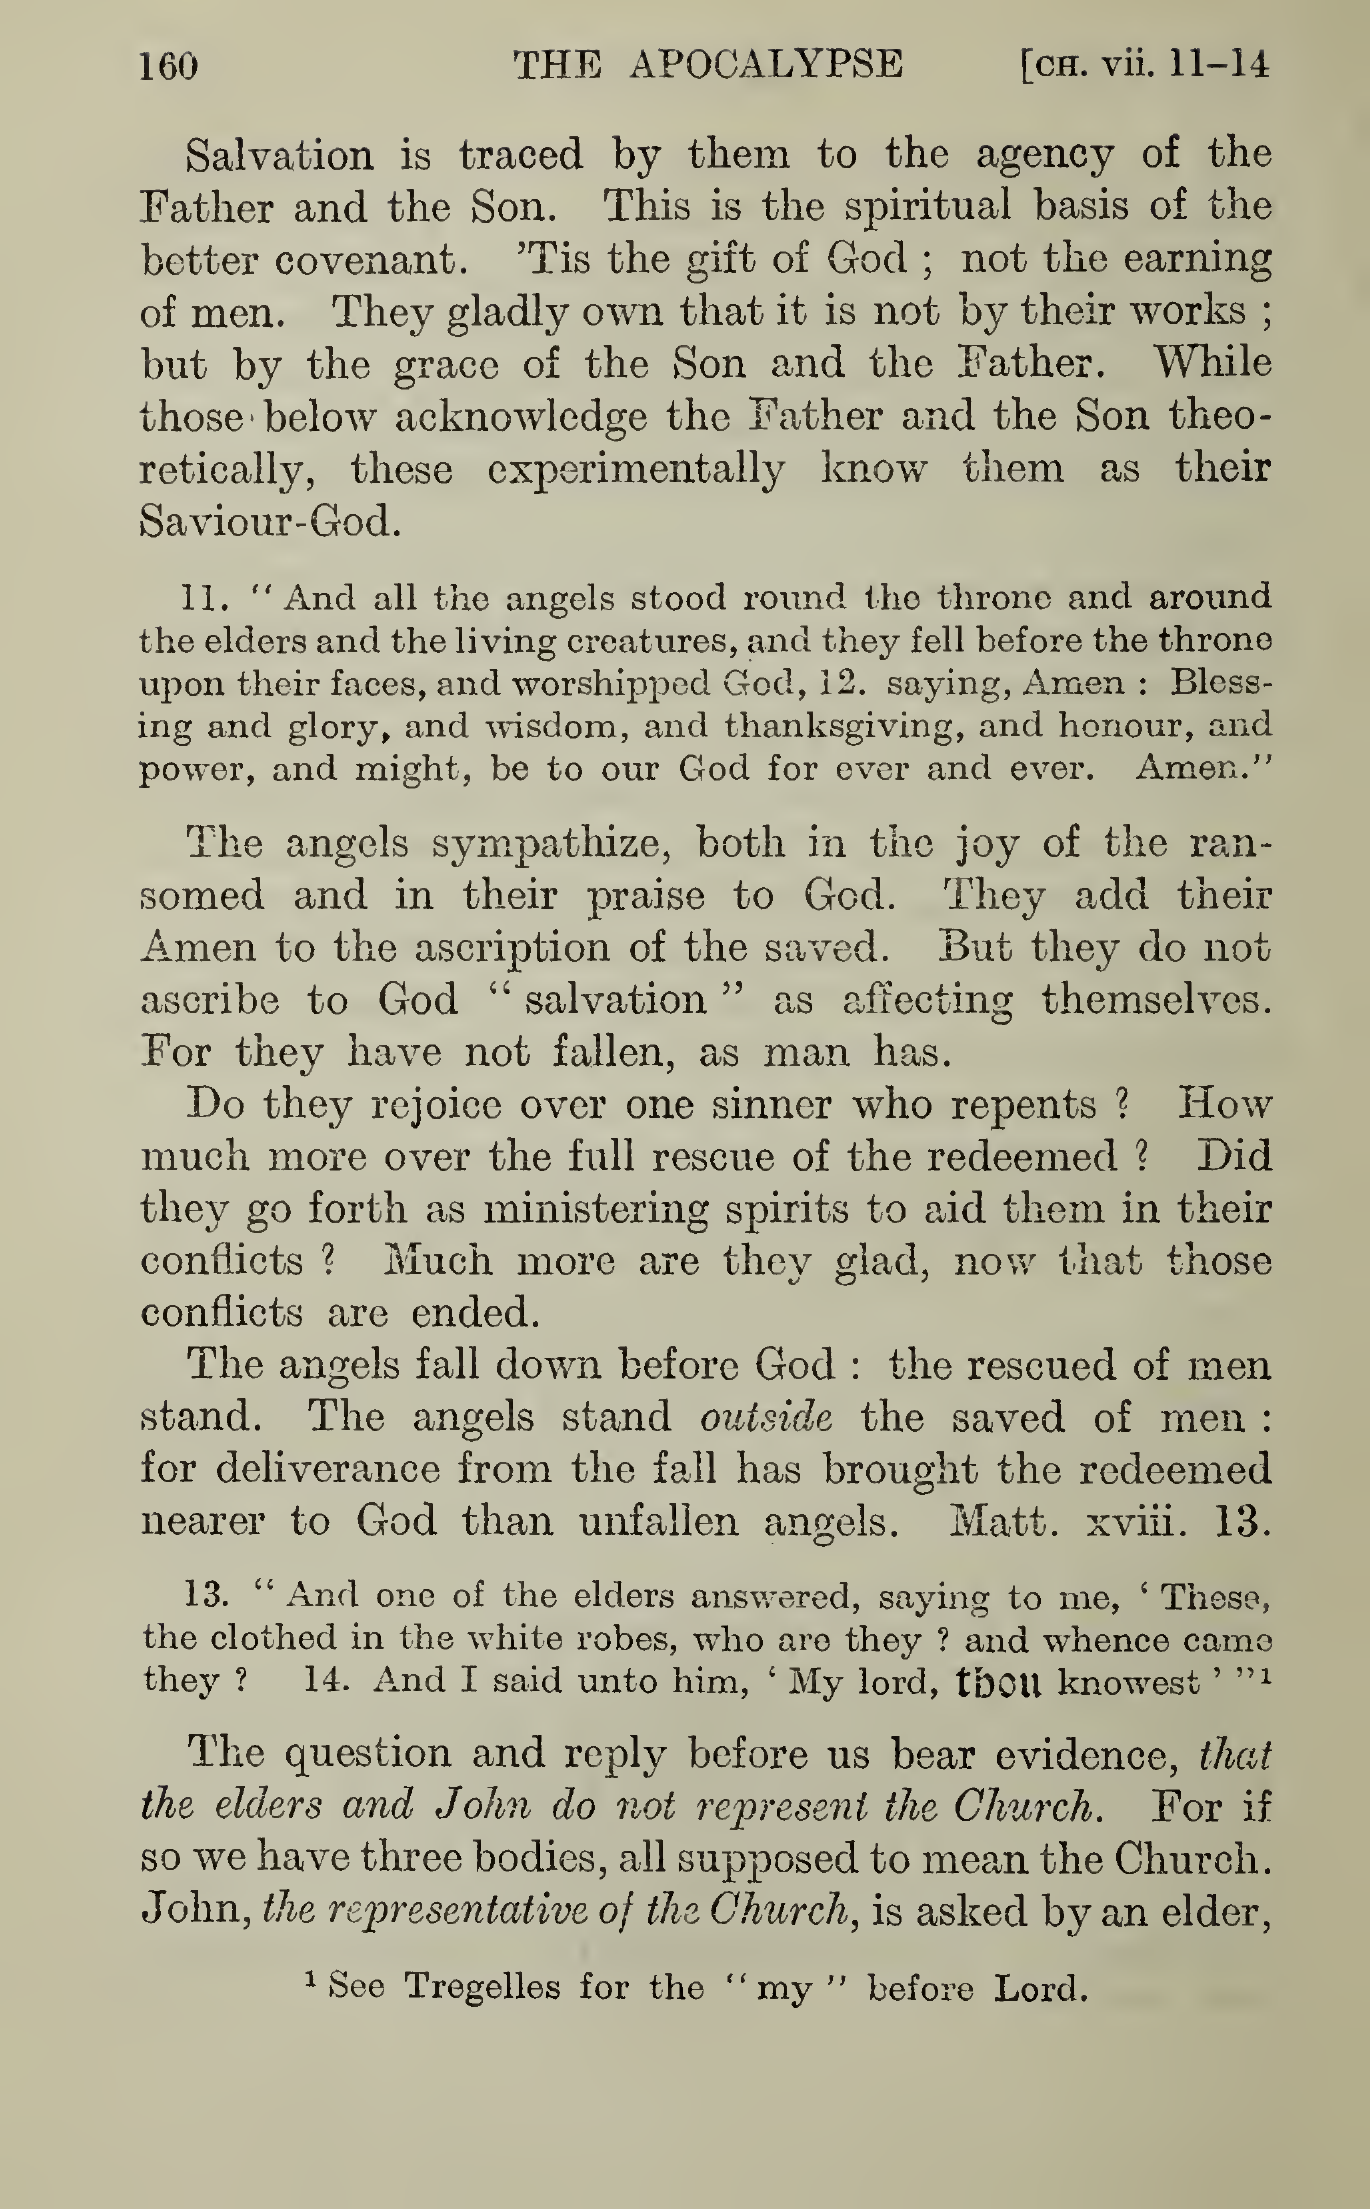 160 THE APOCALYPSE [CH. vii. 11–14
Salvation is traced by them to the agency of the
Father and the Son. This is the spiritual basis of the
better covenant. 'Tis the gift of God ; not the earning
of men. They gladly own that it is not by their works ;
but by the grace of the Son and the Father. While
those below acknowledge the Father and the Son theo-
retically, these experimentally know them as their
Saviour-God.
11. “ And all the angels stood round the throne and around
the elders and the living creatures, and they fell before the throne
upon their faces, and worshipped God, 12. saying, Amen : Bless-
ing and glory, and wisdom, and thanksgiving, and honour, and
power, and might, be to our God for ever and ever. Amen.”
The angels sympathize, both in the joy of the ran-
somed and in their praise to God. They add their
Amen to the ascription of the saved. But they do not
ascribe to God “ salvation ” as affecting themselves.
For they have not fallen, as man has.
Do they rejoice over one sinner who repents ? How
much more over the full rescue of the redeemed ? Did
they go forth as ministering spirits to aid them in their
conflicts ? Much more are they glad, now that those
conflicts are ended.
The angels fall down before God : the rescued of men
stand. The angels stand outside the saved of men :
for deliverance from the fall has brought the redeemed
nearer to God than unfallen angels. Matt. xviii. 13.
13. “ And one of the elders answered, saying to me, ‘ These,
the clothed in the white robes, who are they ? and whence came
they ? 14. And I said unto him, ‘ My lord, thou knowest ’ ”¹
The question and reply before us bear evidence, that
the elders and John do not represent the Church. For if
so we have three bodies, all supposed to mean the Church.
John, the representative of the Church, is asked by an elder,
¹ See Tregelles for the “ my ” before Lord.